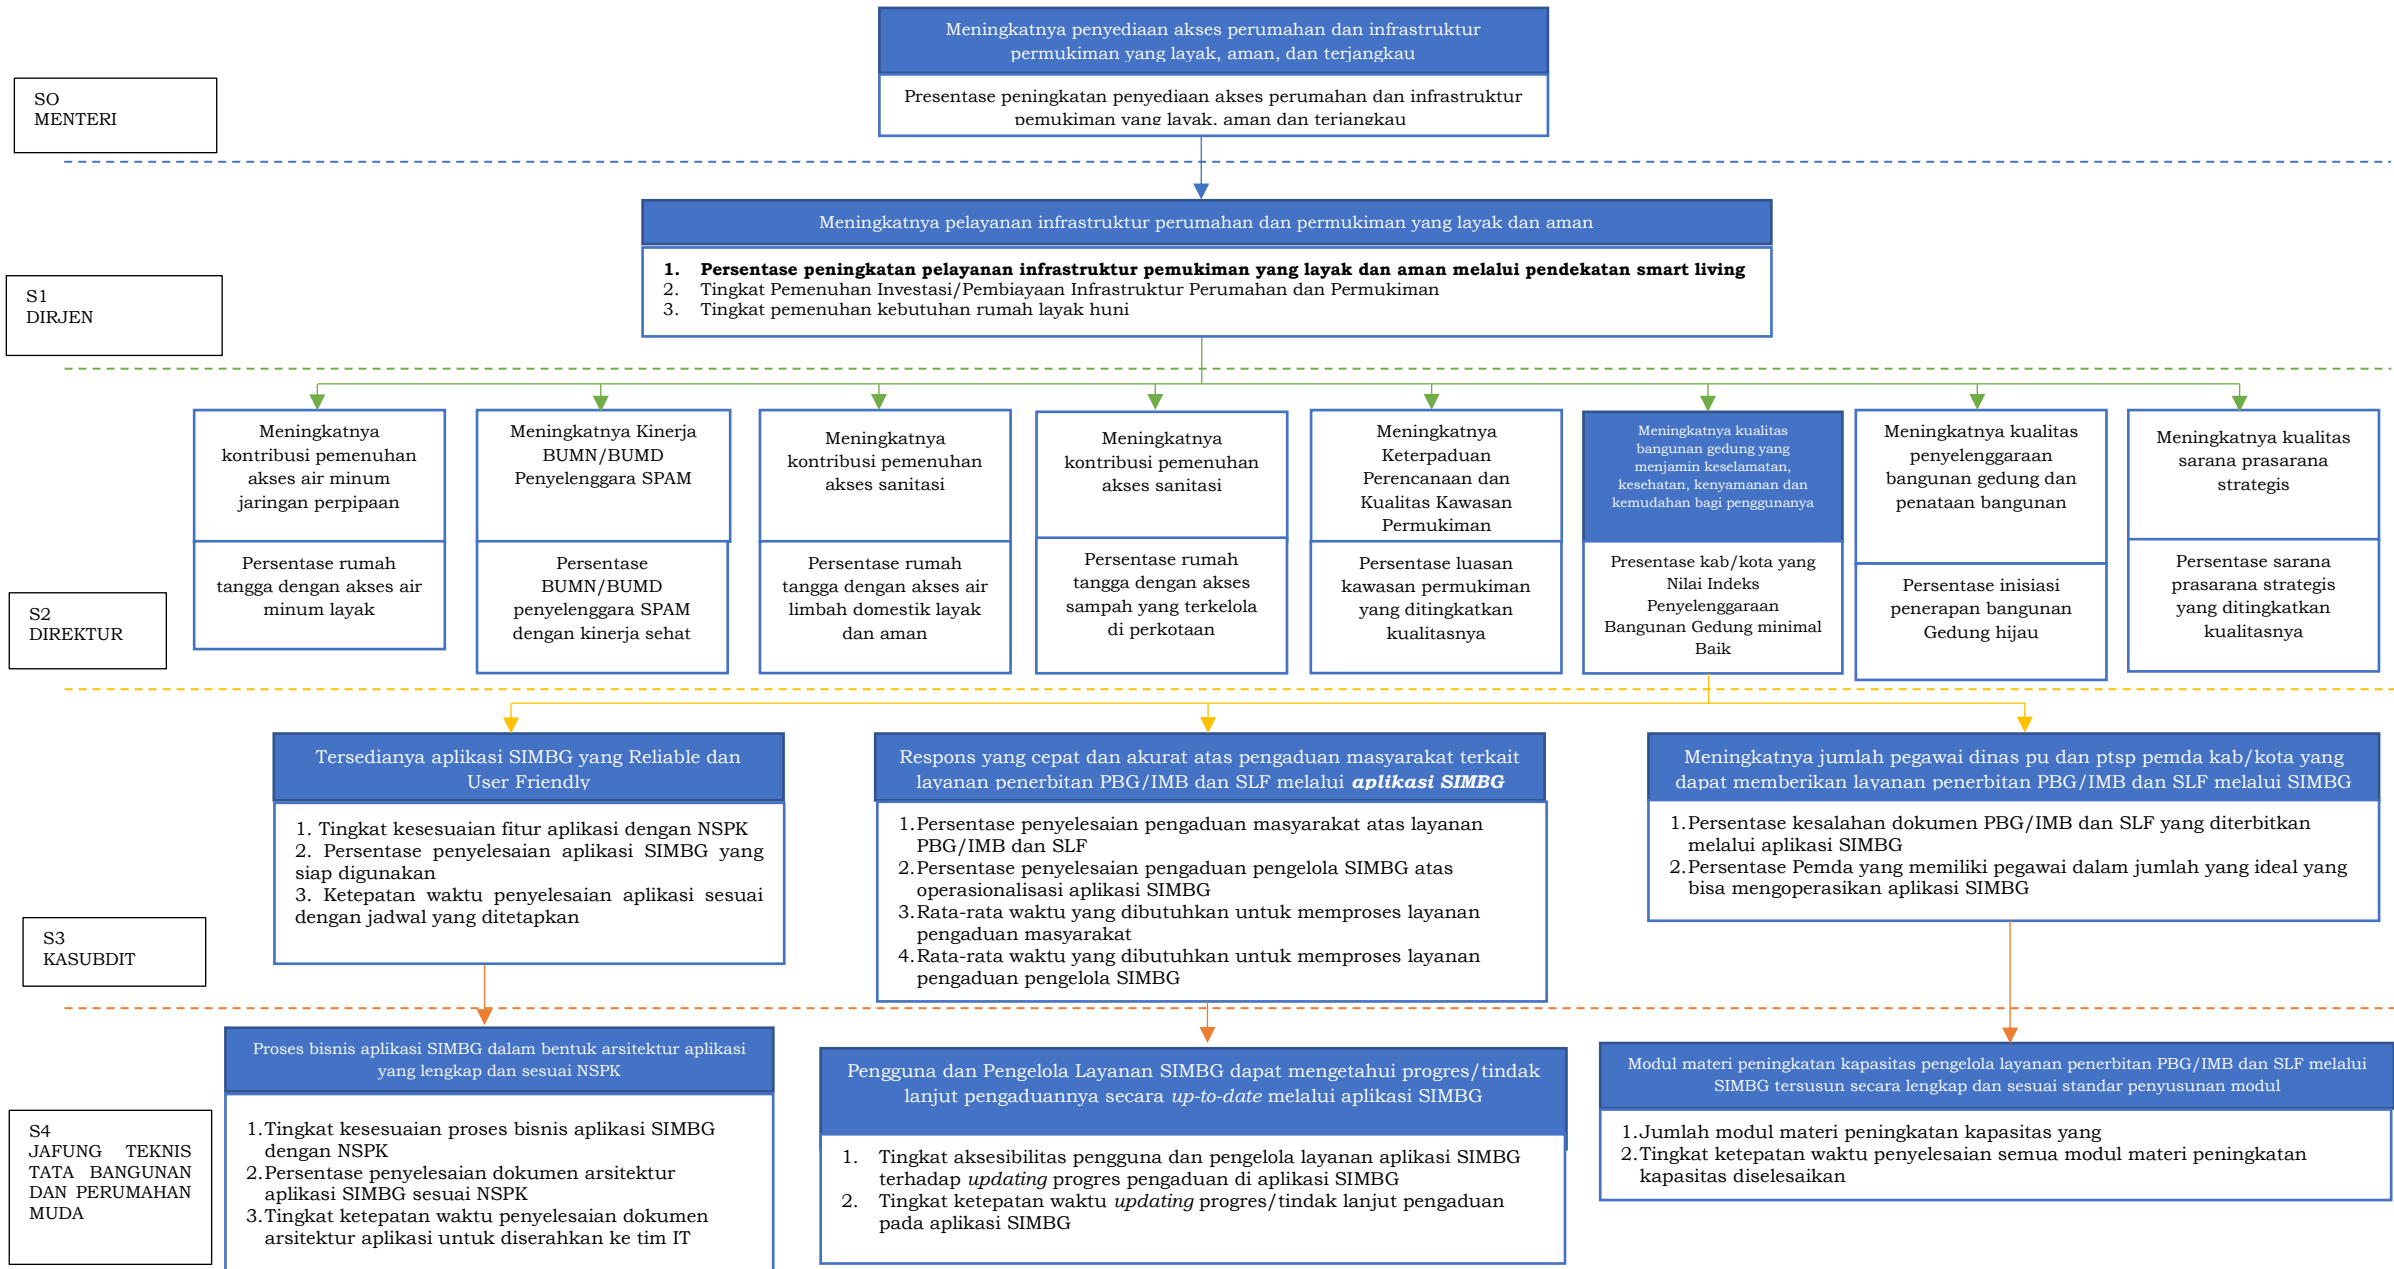 Meningkatnya penyediaan akses perumahan dan infrastruktur
permukiman yang layak, aman, dan terjangkau
Presentase peningkatan penyediaan akses perumahan dan infrastruktur
pemukiman yang layak, aman dan terjangkau
SO
MENTERI
Meningkatnya pelayanan infrastruktur perumahan dan permukiman yang layak dan aman
1. Persentase peningkatan pelayanan infrastruktur pemukiman yang layak dan aman melalui pendekatan smart living
2. Tingkat Pemenuhan Investasi/Pembiayaan Infrastruktur Perumahan dan Permukiman
3. Tingkat pemenuhan kebutuhan rumah layak huni
S1
DIRJEN
Meningkatnya
kontribusi pemenuhan
akses air minum
jaringan perpipaan
Persentase rumah
tangga dengan akses air
minum layak
Meningkatnya Kinerja
BUMN/BUMD
Penyelenggara SPAM
Persentase
BUMN/BUMD
penyelenggara SPAM
dengan kinerja sehat
Meningkatnya
kontribusi pemenuhan
akses sanitasi
Persentase rumah
tangga dengan akses air
limbah domestik layak
dan aman
Meningkatnya
kontribusi pemenuhan
akses sanitasi
Persentase rumah
tangga dengan akses
sampah yang terkelola
di perkotaan
Meningkatnya
Keterpaduan
Perencanaan dan
Kualitas Kawasan
Permukiman
Persentase luasan
kawasan permukiman
yang ditingkatkan
kualitasnya
Meningkatnya kualitas
bangunan gedung yang
menjamin keselamatan,
kesehatan, kenyamanan dan
kemudahan bagi penggunanya
Presentase kab/kota yang
Nilai Indeks
Penyelenggaraan
Bangunan Gedung minimal
Baik
Meningkatnya kualitas
penyelenggaraan
bangunan gedung dan
penataan bangunan
Persentase inisiasi
penerapan bangunan
Gedung hijau
Meningkatnya kualitas
sarana prasarana
strategis
Persentase sarana
prasarana strategis
yang ditingkatkan
kualitasnya
S2
DIREKTUR
Tersedianya aplikasi SIMBG yang Reliable dan
User Friendly
1. Tingkat kesesuaian fitur aplikasi dengan NSPK
2. Persentase penyelesaian aplikasi SIMBG yang
siap digunakan
3. Ketepatan waktu penyelesaian aplikasi sesuai
dengan jadwal yang ditetapkan
Respons yang cepat dan akurat atas pengaduan masyarakat terkait
layanan penerbitan PBG/IMB dan SLF melalui aplikasi SIMBG
1.Persentase penyelesaian pengaduan masyarakat atas layanan
PBG/IMB dan SLF
2.Persentase penyelesaian pengaduan pengelola SIMBG atas
operasionalisasi aplikasi SIMBG
3.Rata-rata waktu yang dibutuhkan untuk memproses layanan
pengaduan masyarakat
4.Rata-rata waktu yang dibutuhkan untuk memproses layanan
pengaduan pengelola SIMBG
Meningkatnya jumlah pegawai dinas pu dan ptsp pemda kab/kota yang
dapat memberikan layanan penerbitan PBG/IMB dan SLF melalui SIMBG
1.Persentase kesalahan dokumen PBG/IMB dan SLF yang diterbitkan
melalui aplikasi SIMBG
2.Persentase Pemda yang memiliki pegawai dalam jumlah yang ideal yang
bisa mengoperasikan aplikasi SIMBG
S3
KASUBDIT
Proses bisnis aplikasi SIMBG dalam bentuk arsitektur aplikasi
yang lengkap dan sesuai NSPK
1.Tingkat kesesuaian proses bisnis aplikasi SIMBG
dengan NSPK
2.Persentase penyelesaian dokumen arsitektur
aplikasi SIMBG sesuai NSPK
3.Tingkat ketepatan waktu penyelesaian dokumen
arsitektur aplikasi untuk diserahkan ke tim IT
Pengguna dan Pengelola Layanan SIMBG dapat mengetahui progres/tindak
lanjut pengaduannya secara up-to-date melalui aplikasi SIMBG
1. Tingkat aksesibilitas pengguna dan pengelola layanan aplikasi SIMBG
terhadap updating progres pengaduan di aplikasi SIMBG
2. Tingkat ketepatan waktu updating progres/tindak lanjut pengaduan
pada aplikasi SIMBG
Modul materi peningkatan kapasitas pengelola layanan penerbitan PBG/IMB dan SLF melalui
SIMBG tersusun secara lengkap dan sesuai standar penyusunan modul
1.Jumlah modul materi peningkatan kapasitas yang
2.Tingkat ketepatan waktu penyelesaian semua modul materi peningkatan
kapasitas diselesaikan
S4
JAFUNG TEKNIS
TATA BANGUNAN
DAN PERUMAHAN
MUDA